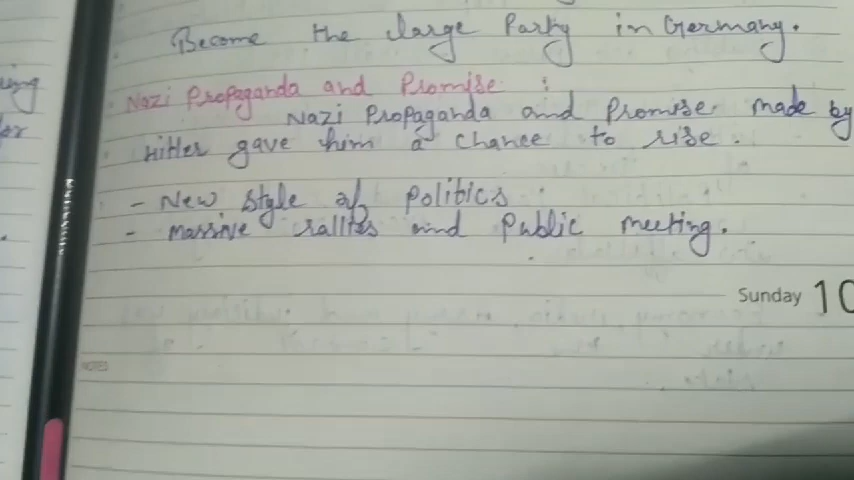 Become the large Party in Germany.
Nazi Propaganda and Promise :
Nazi Propaganda and Promise made by
Hitler gave him a chance to rise.
- New style of politics.
- Massive rallies and Public meeting.
Sunday 10
NOTES